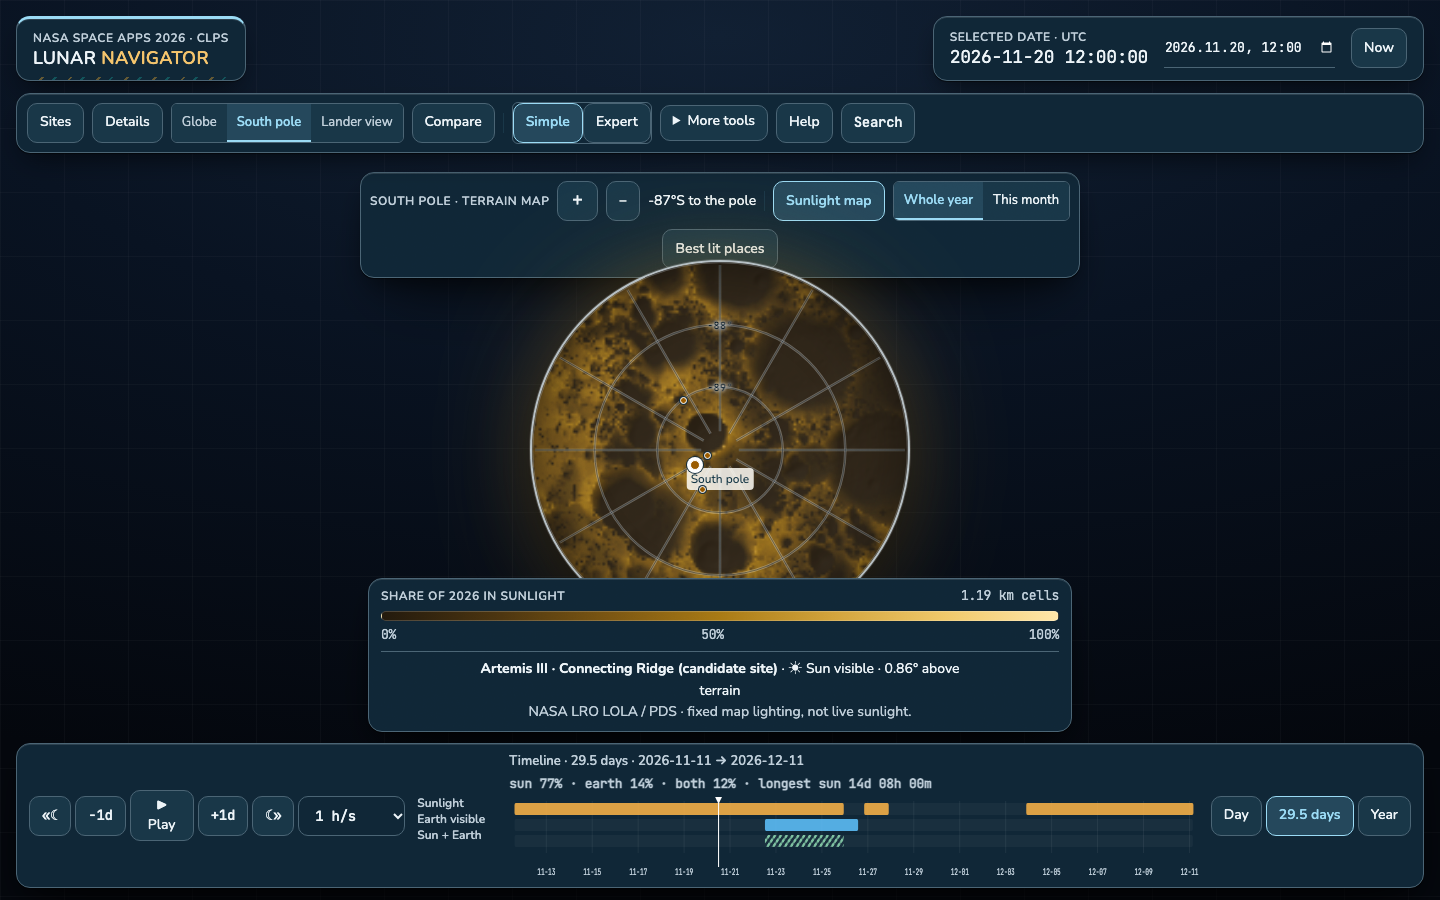 NASA SPACE APPS 2026 · CLPS
LUNAR NAVIGATOR
SELECTED DATE · UTC
2026-11-20 12:00:00
2026.11.20, 12:00
Now
Sites
Details
Globe
South pole
Lander view
Compare
Simple
Expert
▶ More tools
Help
Search
SOUTH POLE · TERRAIN MAP
+
−
-87°S to the pole
Sunlight map
Whole year
This month
Best lit places
-88
-89
South pole
SHARE OF 2026 IN SUNLIGHT
1.19 km cells
0%
50%
100%
Artemis III · Connecting Ridge (candidate site) · ☀ Sun visible · 0.86° above
terrain
NASA LRO LOLA / PDS · fixed map lighting, not live sunlight.
Timeline · 29.5 days · 2026-11-11 → 2026-12-11
sun 77% · earth 14% · both 12% · longest sun 14d 08h 00m
«☾
-1d
▶
Play
+1d
☾»
1 h/s
Sunlight
Earth visible
Sun + Earth
Day
29.5 days
Year
11-13
11-15
11-17
11-19
11-21
11-23
11-25
11-27
11-29
12-01
12-03
12-05
12-07
12-09
12-11